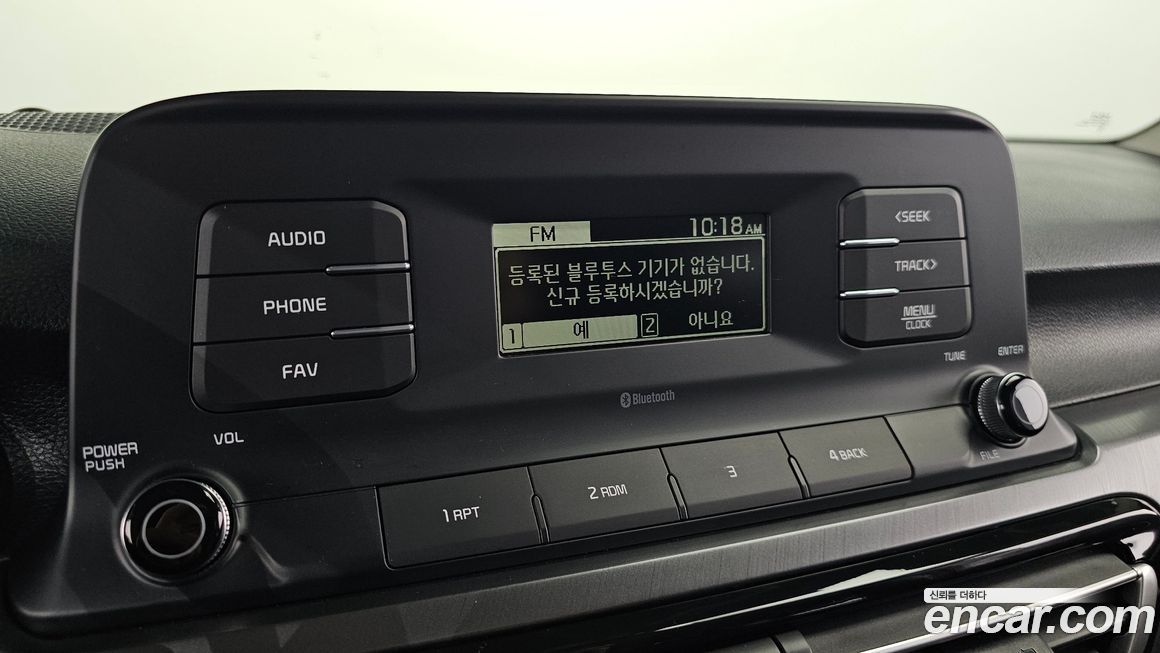 AUDIO
PHONE
FAV
FM 10:18 AM
등록된 블루투스 기기가 없습니다.
신규 등록하시겠습니까?
1 예 2 아니요
<SEEK
TRACK>
MENU
CLOCK
Bluetooth
TUNE
ENTER
FILE
POWER
PUSH
VOL
1 RPT
2 RDM
3
4 BACK
신뢰를 더하다
encar.com